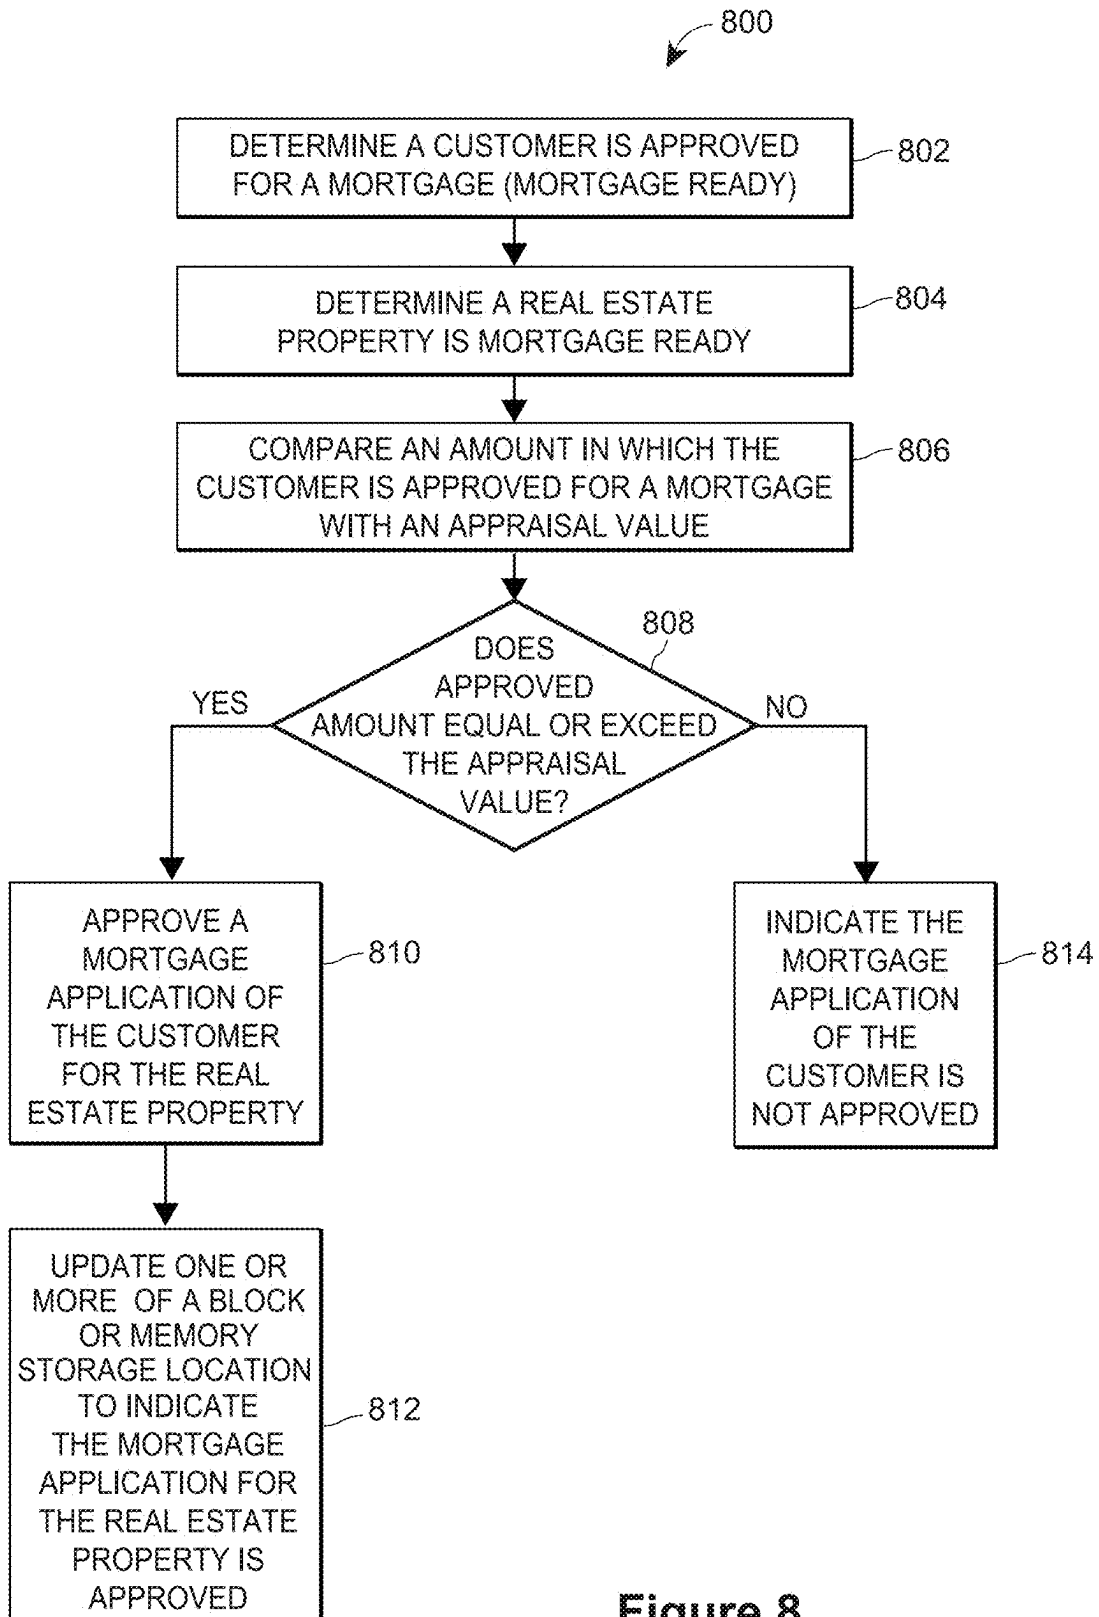 800
DETERMINE A CUSTOMER IS APPROVED
FOR A MORTGAGE (MORTGAGE READY)
802
DETERMINE A REAL ESTATE
PROPERTY IS MORTGAGE READY
804
COMPARE AN AMOUNT IN WHICH THE
CUSTOMER IS APPROVED FOR A MORTGAGE
WITH AN APPRAISAL VALUE
806
DOES
APPROVED
AMOUNT EQUAL OR EXCEED
THE APPRAISAL
VALUE?
808
YES
NO
APPROVE A
MORTGAGE
APPLICATION OF
THE CUSTOMER
FOR THE REAL
ESTATE PROPERTY
810
INDICATE THE
MORTGAGE
APPLICATION
OF THE
CUSTOMER IS
NOT APPROVED
814
UPDATE ONE OR
MORE OF A BLOCK
OR MEMORY
STORAGE LOCATION
TO INDICATE
THE MORTGAGE
APPLICATION FOR
THE REAL ESTATE
PROPERTY IS
APPROVED
812
Figure 8